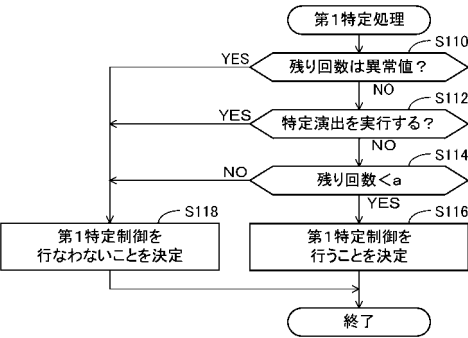 第1特定処理
S110
残り回数は異常値？
YES
NO
S112
特定演出を実行する？
YES
NO
S114
残り回数＜a
NO
YES
S118
第1特定制御を
行なわないことを決定
S116
第1特定制御を
行うことを決定
終了